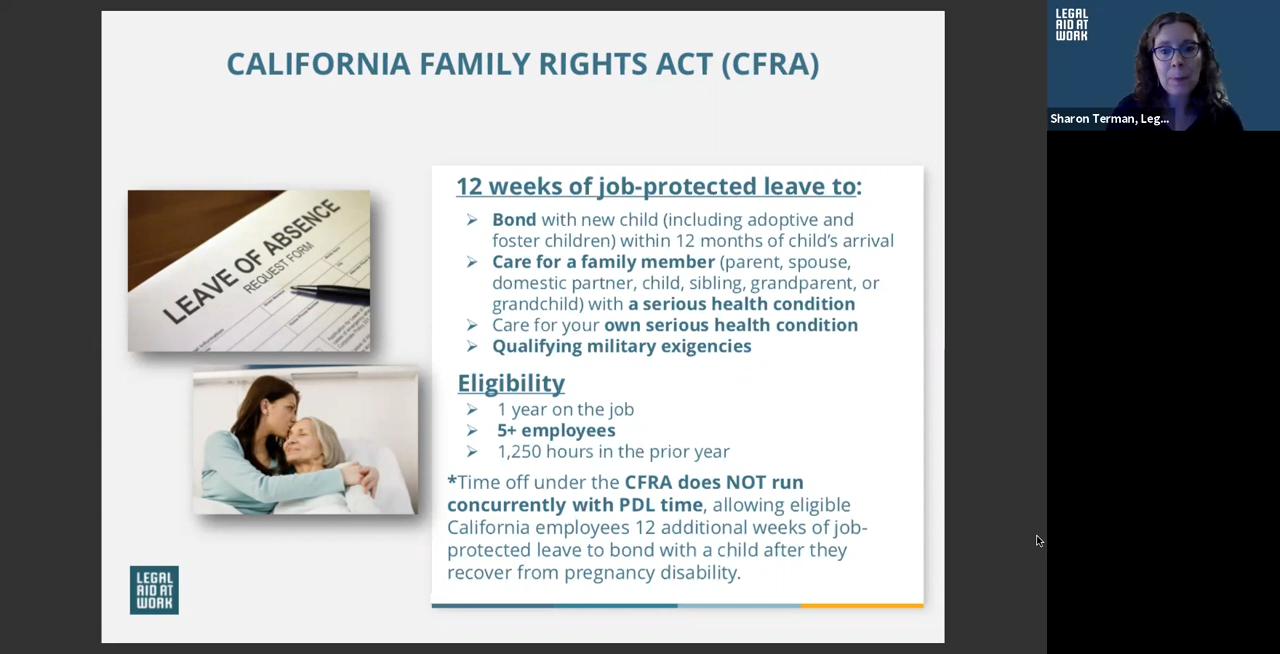 CALIFORNIA FAMILY RIGHTS ACT (CFRA)
LEAVE OF ABSENCE
REQUEST FORM
12 weeks of job-protected leave to:
➢ Bond with new child (including adoptive and
foster children) within 12 months of child's arrival
➢ Care for a family member (parent, spouse,
domestic partner, child, sibling, grandparent, or
grandchild) with a serious health condition
➢ Care for your own serious health condition
➢ Qualifying military exigencies
Eligibility
➢ 1 year on the job
➢ 5+ employees
➢ 1,250 hours in the prior year
*Time off under the CFRA does NOT run
concurrently with PDL time, allowing eligible
California employees 12 additional weeks of job-
protected leave to bond with a child after they
recover from pregnancy disability.
LEGAL
AID AT
WORK
LEGAL
AID AT
WORK
Sharon Terman, Leg...